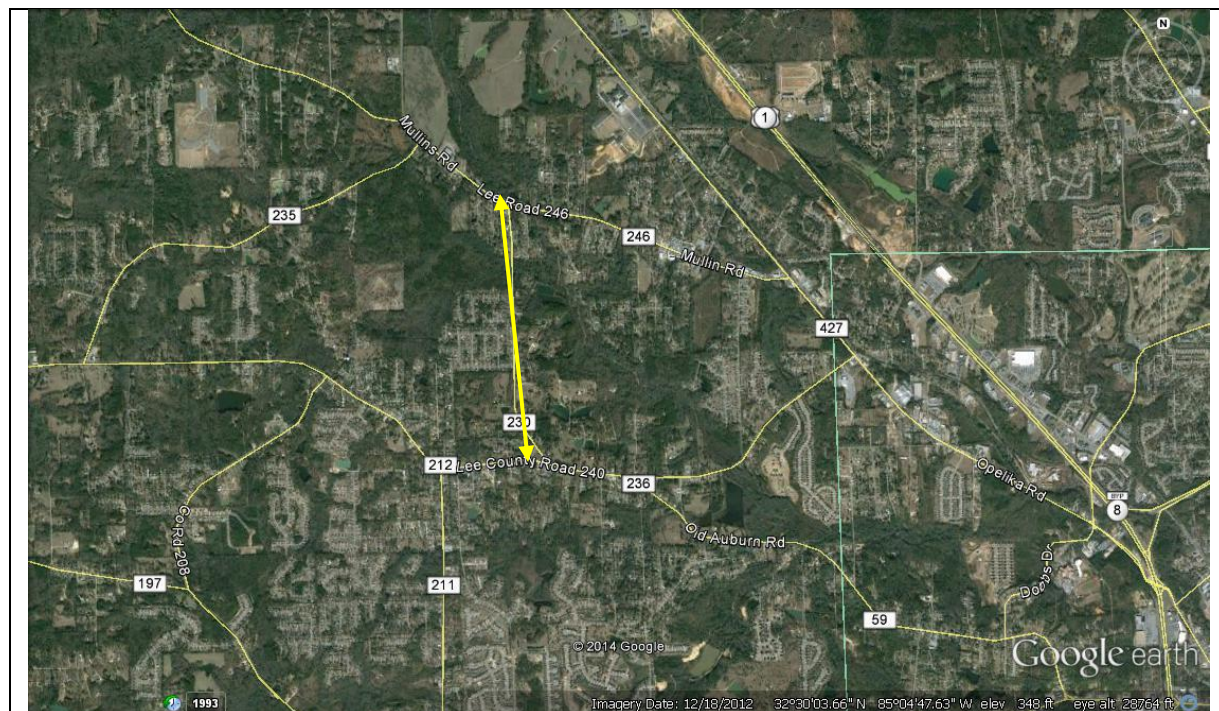 N
1
Mullins Rd
Lee Road 246
235
246
Mullin Rd
427
230
212
Lee County Road 240
236
Opelika Rd
BYP
8
Old Auburn Rd
Co Rd 208
197
211
Dobbs Dr
59
© 2014 Google
Google earth
1993
Imagery Date: 12/18/2012 32°30'03.66" N 85°04'47.63" W elev 348 ft eye alt 28764 ft